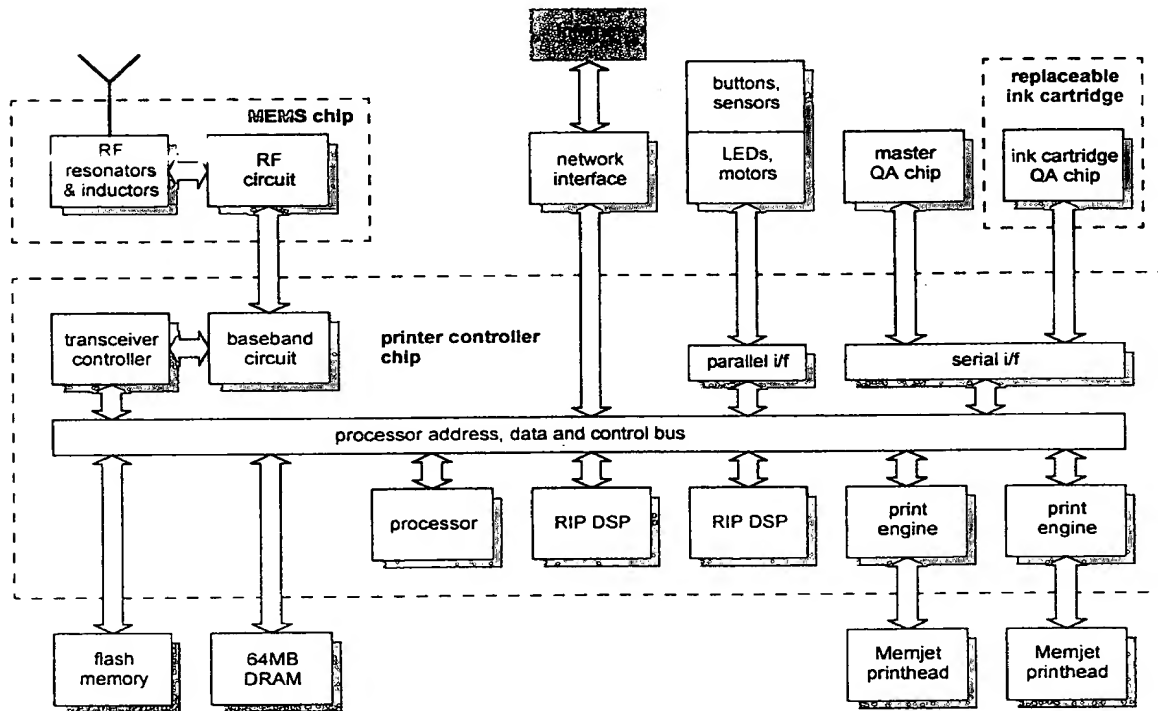 MEMS chip
RF
resonators
& inductors
RF
circuit
network
interface
buttons,
sensors
LEDs,
motors
master
QA chip
replaceable
ink cartridge
ink cartridge
QA chip
transceiver
controller
baseband
circuit
printer controller
chip
parallel i/f
serial i/f
processor address, data and control bus
processor
RIP DSP
RIP DSP
print
engine
print
engine
flash
memory
64MB
DRAM
Memjet
printhead
Memjet
printhead